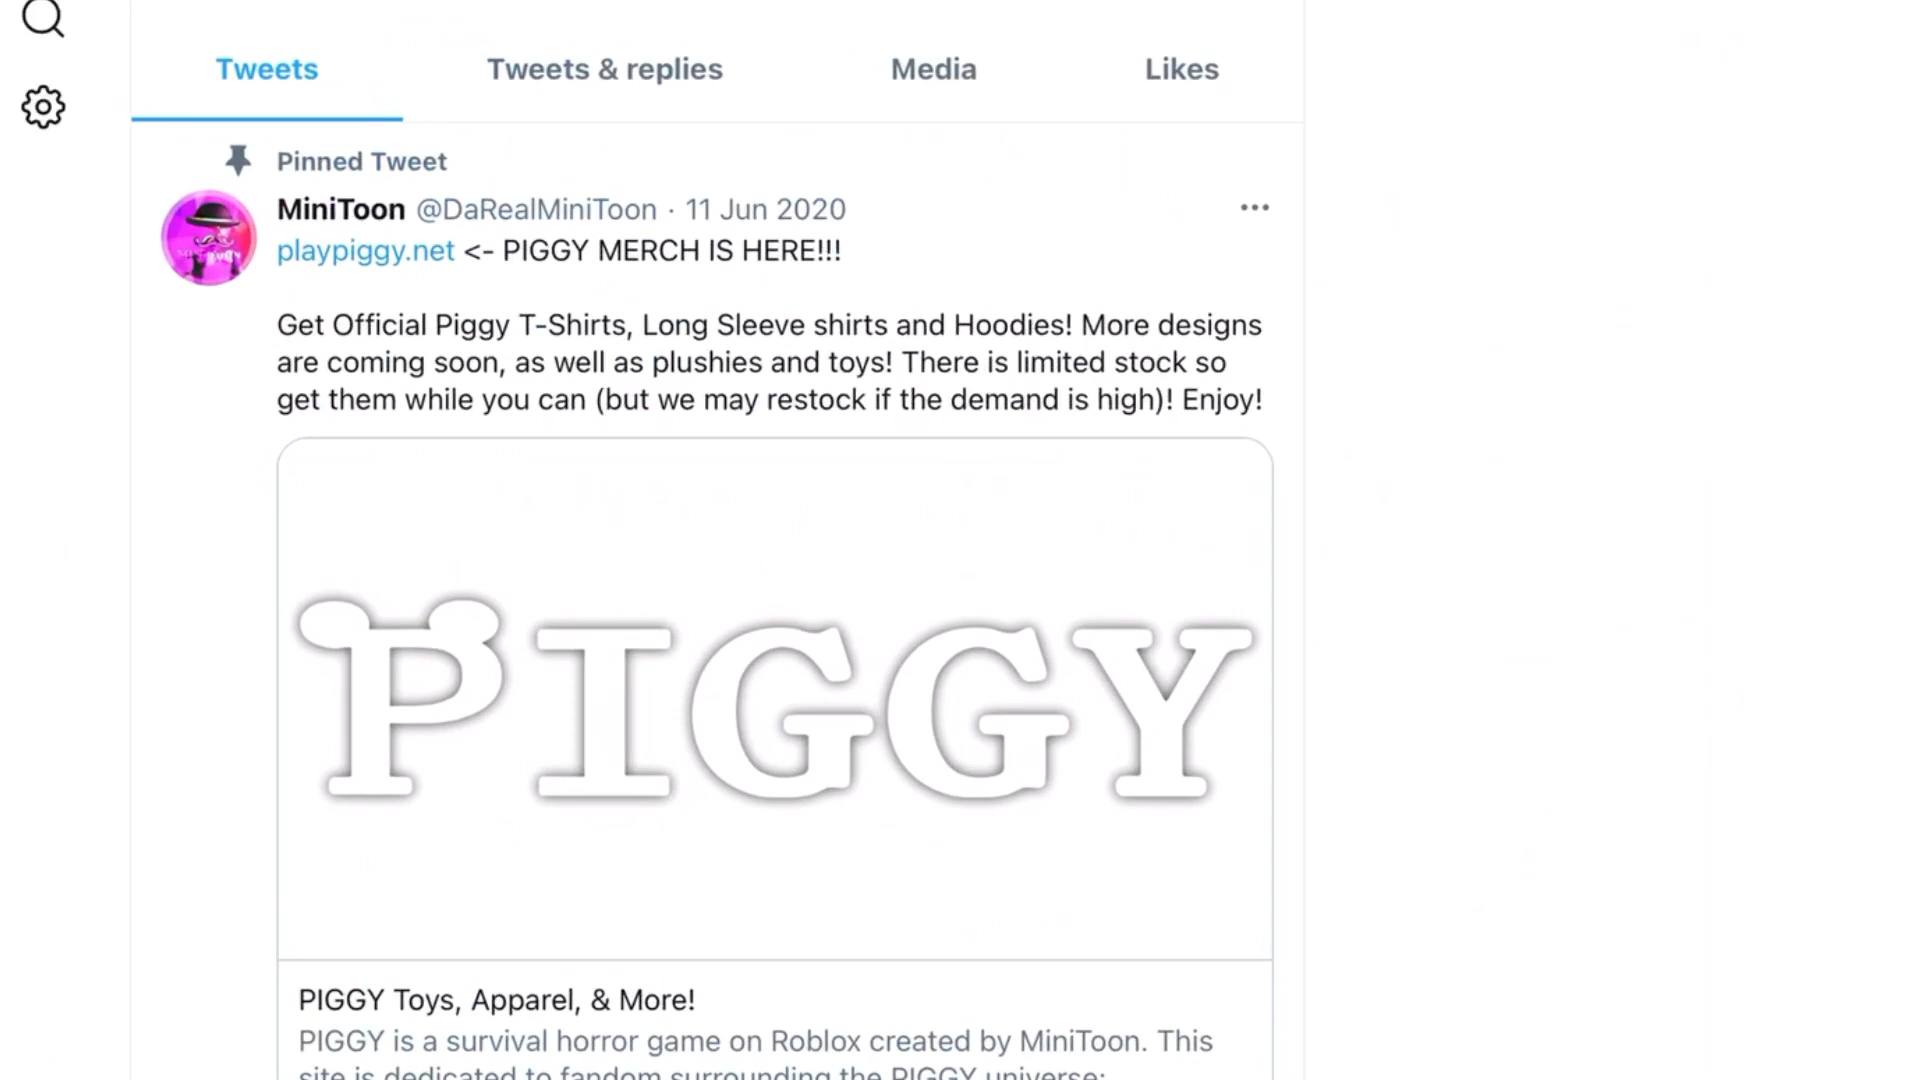 Tweets Tweets & replies Media Likes
Pinned Tweet
MiniToon @DaRealMiniToon · 11 Jun 2020
playpiggy.net <- PIGGY MERCH IS HERE!!!
Get Official Piggy T-Shirts, Long Sleeve shirts and Hoodies! More designs
are coming soon, as well as plushies and toys! There is limited stock so
get them while you can (but we may restock if the demand is high)! Enjoy!
PIGGY
PIGGY Toys, Apparel, & More!
PIGGY is a survival horror game on Roblox created by MiniToon. This
site is dedicated to fandom surrounding the PIGGY universe: